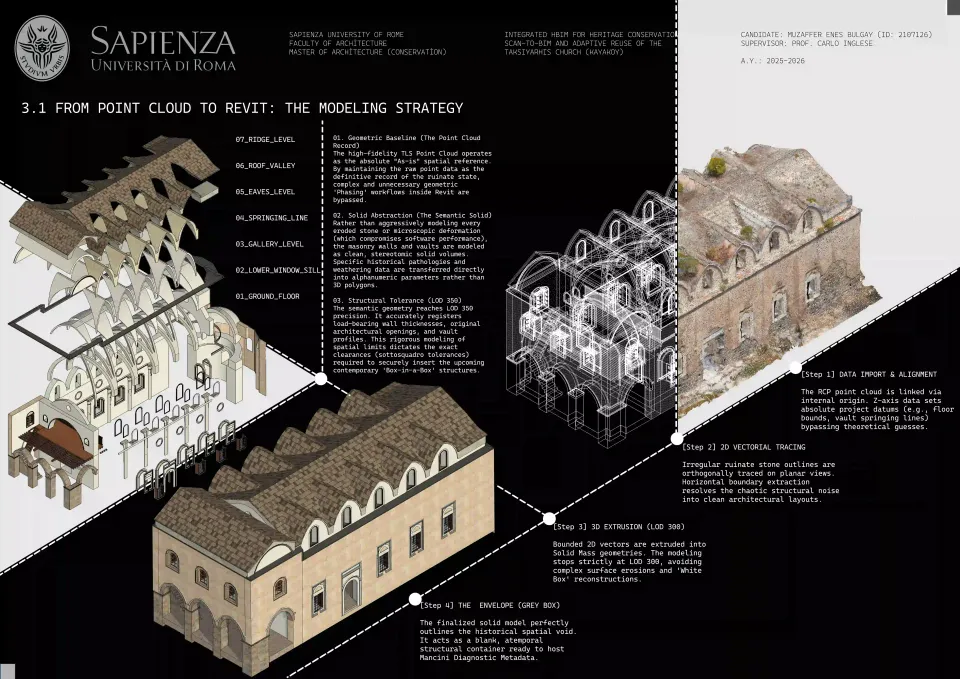 SAPIENZA
UNIVERSITÀ DI ROMA
STVDIVM VRBIS
SAPIENZA UNIVERSITY OF ROME
FACULTY OF ARCHITECTURE
MASTER OF ARCHITECTURE (CONSERVATION)
INTEGRATED HBIM FOR HERITAGE CONSERVATION
SCAN-TO-BIM AND ADAPTIVE REUSE OF THE
TAKSIYARHIS CHURCH (KAYAKOY)
CANDIDATE: MUZAFFER ENES BULGAY (ID: 2107126)
SUPERVISOR: PROF. CARLO INGLESE
A.Y.: 2025-2026
3.1 FROM POINT CLOUD TO REVIT: THE MODELING STRATEGY
07_RIDGE_LEVEL
06_ROOF_VALLEY
05_EAVES_LEVEL
04_SPRINGING_LINE
03_GALLERY_LEVEL
02_LOWER_WINDOW_SILL
01_GROUND_FLOOR
01. Geometric Baseline (The Point Cloud
Record)
The high-fidelity TLS Point Cloud operates
as the absolute "As-is" spatial reference.
By maintaining the raw point data as the
definitive record of the ruinate state,
complex and unnecessary geometric
'Phasing' workflows inside Revit are
bypassed.
02. Solid Abstraction (The Semantic Solid)
Rather than aggressively modeling every
eroded stone or microscopic deformation
(which compromises software performance),
the masonry walls and vaults are modeled
as clean, stereotomic solid volumes.
Specific historical pathologies and
weathering data are transferred directly
into alphanumeric parameters rather than
3D polygons.
03. Structural Tolerance (LOD 350)
The semantic geometry reaches LOD 350
precision. It accurately registers
load-bearing wall thicknesses, original
architectural openings, and vault
profiles. This rigorous modeling of
spatial limits dictates the exact
clearances (sottosquadro tolerances)
required to securely insert the upcoming
contemporary 'Box-in-a-Box' structures.
[Step 1] DATA IMPORT & ALIGNMENT
The RCP point cloud is linked via
internal origin. Z-axis data sets
absolute project datums (e.g., floor
bounds, vault springing lines)
bypassing theoretical guesses.
[Step 2] 2D VECTORIAL TRACING
Irregular ruinate stone outlines are
orthogonally traced on planar views.
Horizontal boundary extraction
resolves the chaotic structural noise
into clean architectural layouts.
[Step 3] 3D EXTRUSION (LOD 300)
Bounded 2D vectors are extruded into
Solid Mass geometries. The modeling
stops strictly at LOD 300, avoiding
complex surface erosions and 'White
Box' reconstructions.
[Step 4] THE ENVELOPE (GREY BOX)
The finalized solid model perfectly
outlines the historical spatial void.
It acts as a blank, atemporal
structural container ready to host
Mancini Diagnostic Metadata.